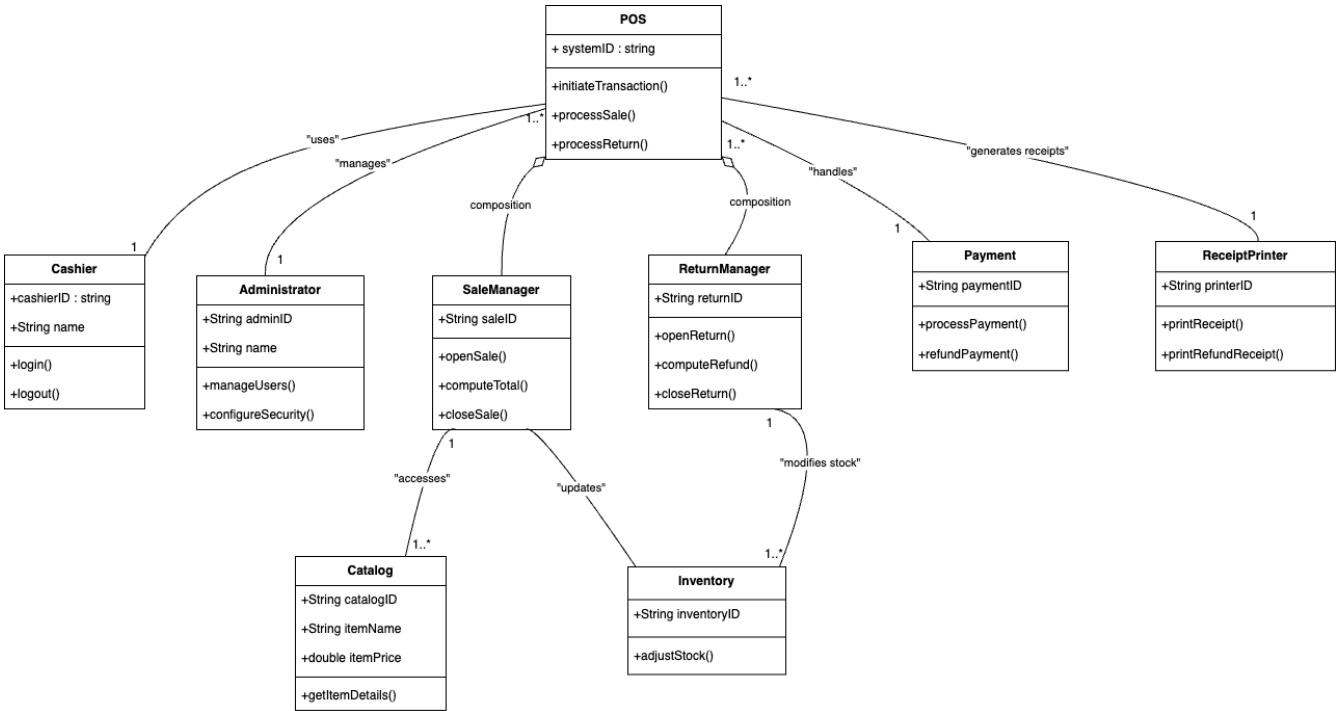 POS
+ systemID : string
+initiateTransaction()
+processSale()
+processReturn()
1..*
1..*
1..*
"uses"
"manages"
composition
composition
"handles"
"generates receipts"
1
1
1
1
Cashier
+cashierID : string
+String name
+login()
+logout()
Administrator
+String adminID
+String name
+manageUsers()
+configureSecurity()
SaleManager
+String saleID
+openSale()
+computeTotal()
+closeSale()
ReturnManager
+String returnID
+openReturn()
+computeRefund()
+closeReturn()
Payment
+String paymentID
+processPayment()
+refundPayment()
ReceiptPrinter
+String printerID
+printReceipt()
+printRefundReceipt()
1
1
"accesses"
"updates"
"modifies stock"
1..*
1..*
Catalog
+String catalogID
+String itemName
+double itemPrice
+getItemDetails()
Inventory
+String inventoryID
+adjustStock()